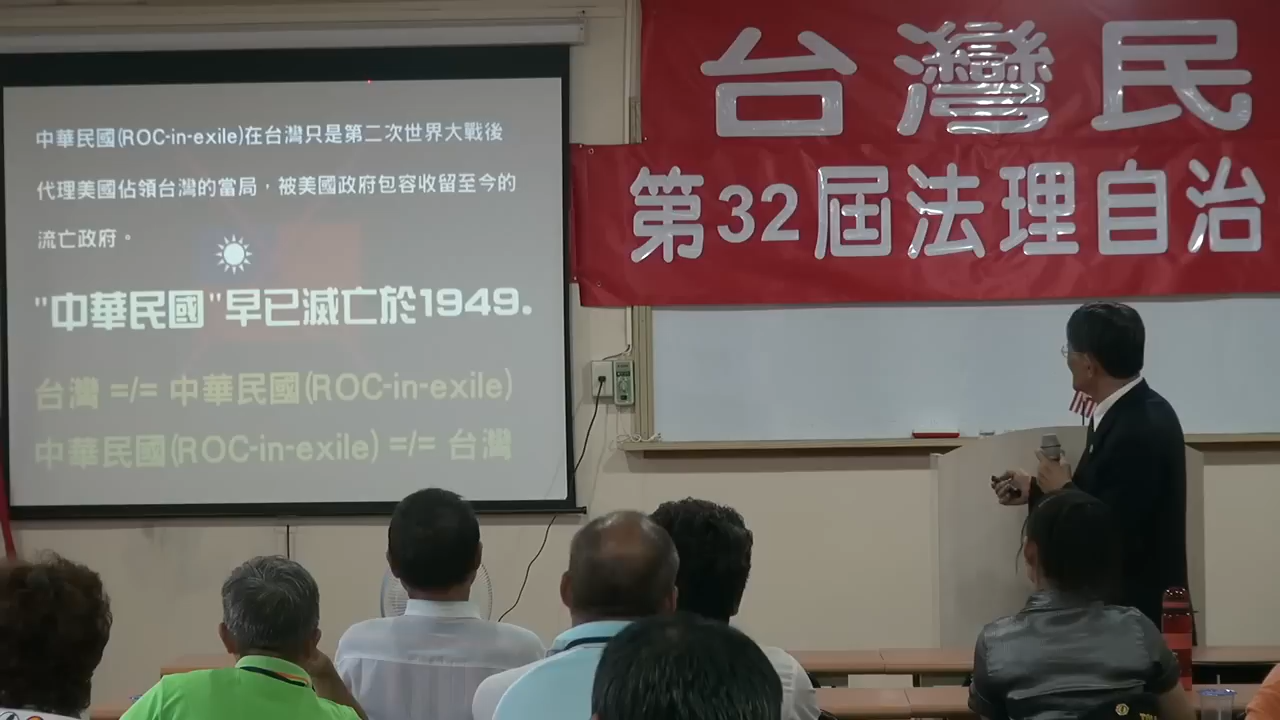 中華民國(ROC-in-exile)在台灣只是第二次世界大戰後
代理美國佔領台灣的當局，被美國政府包容收留至今的
流亡政府。
"中華民國"早已滅亡於1949.
台灣 =/= 中華民國(ROC-in-exile)
中華民國(ROC-in-exile) =/= 台灣
台灣民
第32屆法理自治